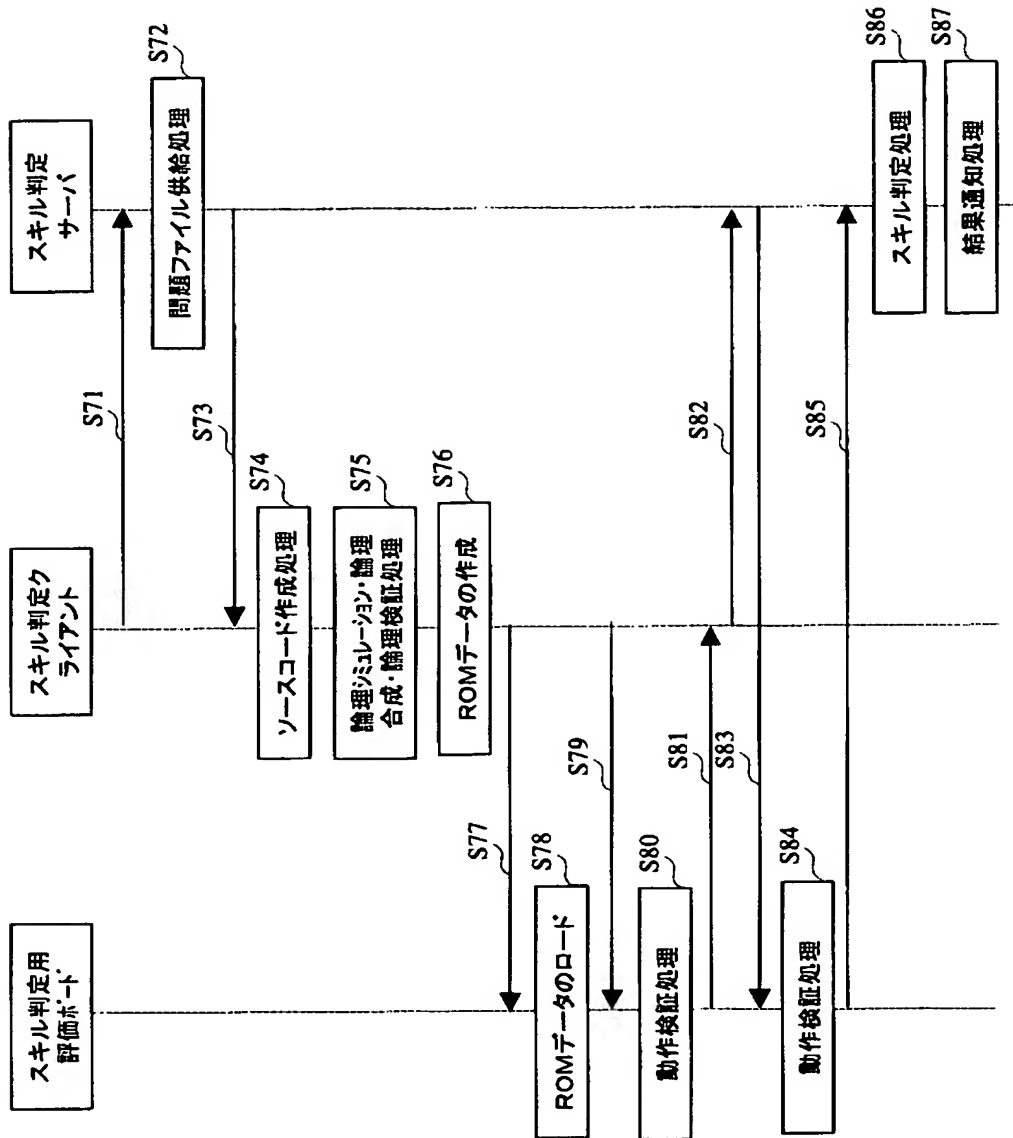 スキル判定用
評価ボード
スキル判定ク
ライアント
スキル判定
サーバ
S71
問題ファイル供給処理
S72
S73
ソースコード作成処理
S74
論理シミュレーション・論理
合成・論理検証処理
S75
ROMデータの作成
S76
S77
ROMデータのロード
S78
S79
動作検証処理
S80
S81
S82
S83
動作検証処理
S84
S85
スキル判定処理
S86
結果通知処理
S87